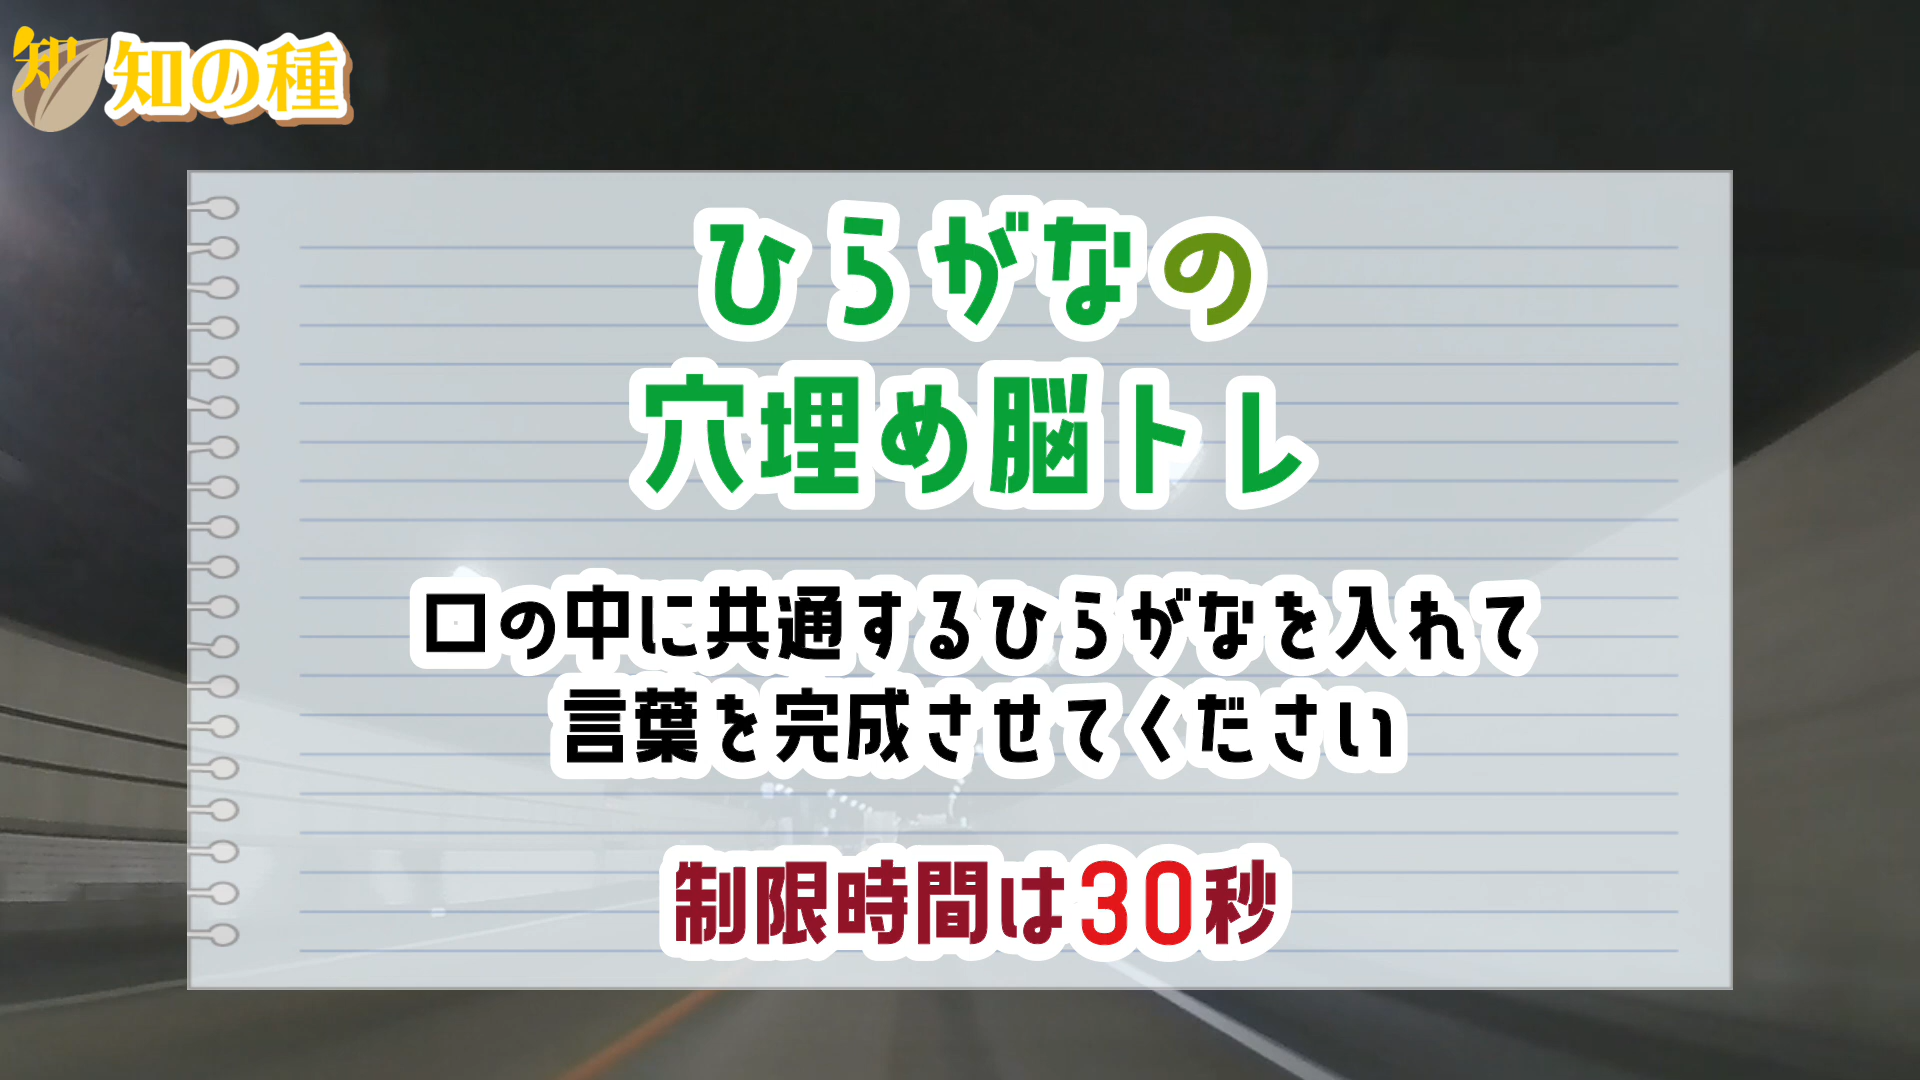 知 知の種
ひらがなの
穴埋め脳トレ
口の中に共通するひらがなを入れて
言葉を完成させてください
制限時間は30秒